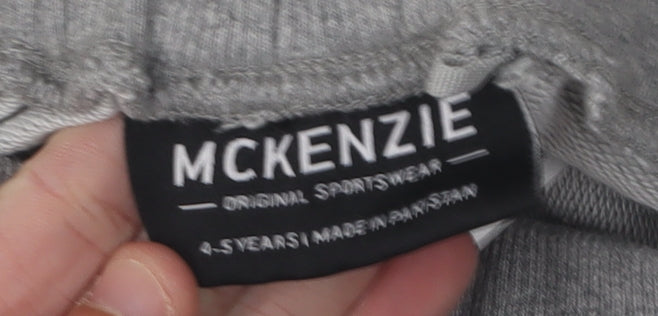 MCKENZIE
— ORIGINAL SPORTSWEAR —
4-5 YEARS | MADE IN PAKISTAN